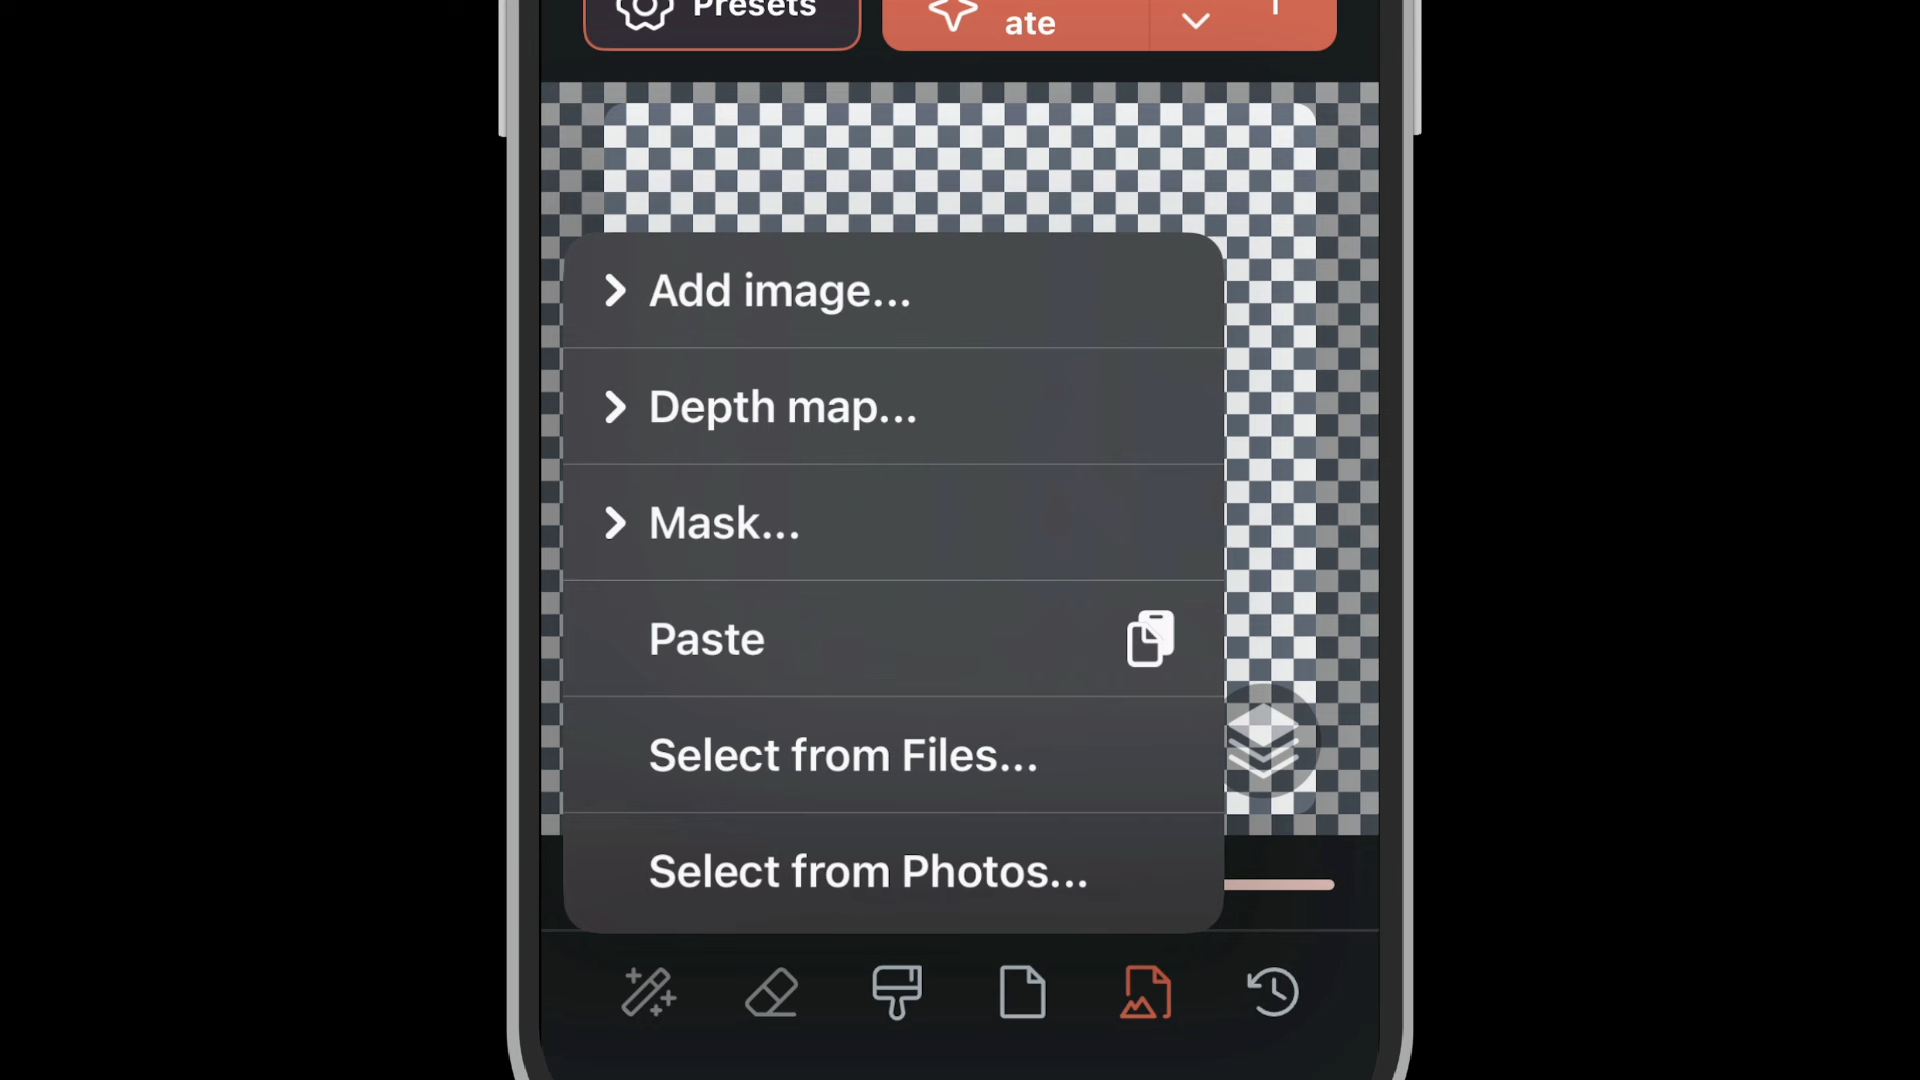 Presets
ate
Add image...
Depth map...
Mask...
Paste
Select from Files...
Select from Photos...